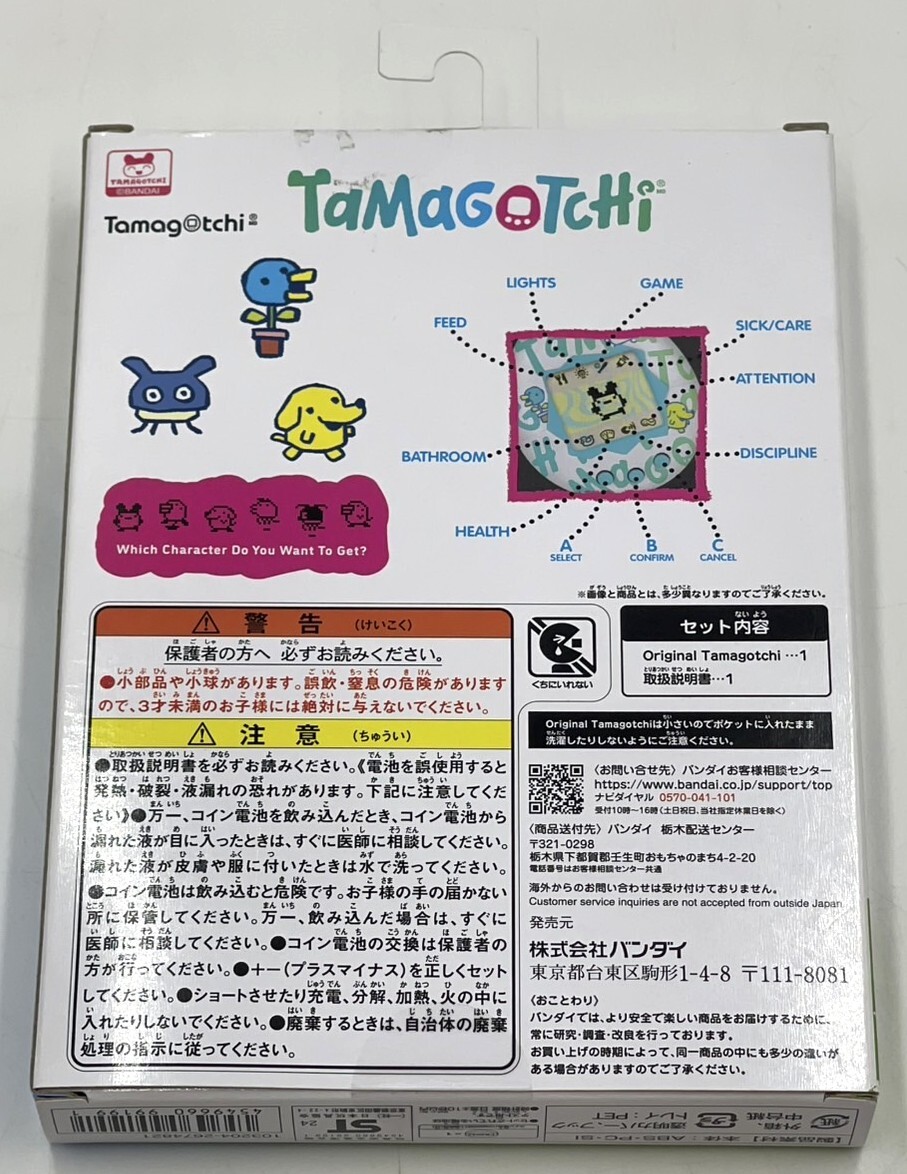 TAMAGOTCHI
©BANDAI
Tamagotchi®
TaMaGoTCHi®
LIGHTS
GAME
FEED
SICK/CARE
ATTENTION
BATHROOM
DISCIPLINE
HEALTH
A
SELECT
B
CONFIRM
C
CANCEL
Which Character Do You Want To Get?
※画像と商品とは、多少異なりますのでご了承ください。
警告 (けいこく)
保護者の方へ 必ずお読みください。
●小部品や小球があります。誤飲・窒息の危険があります
ので、3才未満のお子様には絶対に与えないでください。
注意 (ちゅうい)
●取扱説明書を必ずお読みください。《電池を誤使用すると
発熱・破裂・液漏れの恐れがあります。下記に注意してくだ
さい》●万一、コイン電池を飲み込んだとき、コイン電池から
漏れた液が目に入ったときは、すぐに医師に相談してください。
漏れた液が皮膚や服に付いたときは水で洗ってください。
●コイン電池は飲み込むと危険です。お子様の手の届かない
所に保管してください。万一、飲み込んだ場合は、すぐに
医師に相談してください。●コイン電池の交換は保護者の
方が行ってください。●+-(プラスマイナス)を正しくセット
してください。●ショートさせたり充電、分解、加熱、火の中に
入れたりしないでください。●廃棄するときは、自治体の廃棄
処理の指示に従ってください。
くちにいれない
セット内容
Original Tamagotchi …1
取扱説明書…1
Original Tamagotchiは小さいのでポケットに入れたまま
洗濯したりしないようにご注意ください。
〈お問い合せ先〉バンダイお客様相談センター
https://www.bandai.co.jp/support/top
ナビダイヤル 0570-041-101
受付10時~16時(土日祝日、当社指定休業日を除く)
〈商品送付先〉バンダイ 栃木配送センター
〒321-0298
栃木県下都賀郡壬生町おもちゃのまち4-2-20
電話番号はお客様相談センター共通
海外からのお問い合わせは受け付けておりません。
Customer service inquiries are not accepted from outside Japan
発売元
株式会社バンダイ
東京都台東区駒形1-4-8 〒111-8081
〈おことわり〉
バンダイでは、より安全で楽しい商品をお届けするために、
常に研究・調査・改良を行っております。
お買い上げの時期によって、同一商品の中にも多少の違いが
ある場合がありますのでご了承ください。
ST
24
外箱、
中台紙
透明カバー、フック
トレイ:PET
【製品素材】本体:ABS・PC・SI